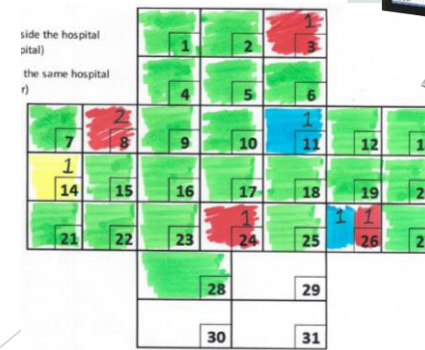 side the hospital
pital)
the same hospital
r)
1 2 1 3
4 5 6
7 2 8 9 10 1 11 12
1 14 15 16 17 18 19
21 22 23 1 24 25 1 1 26
28 29
30 31